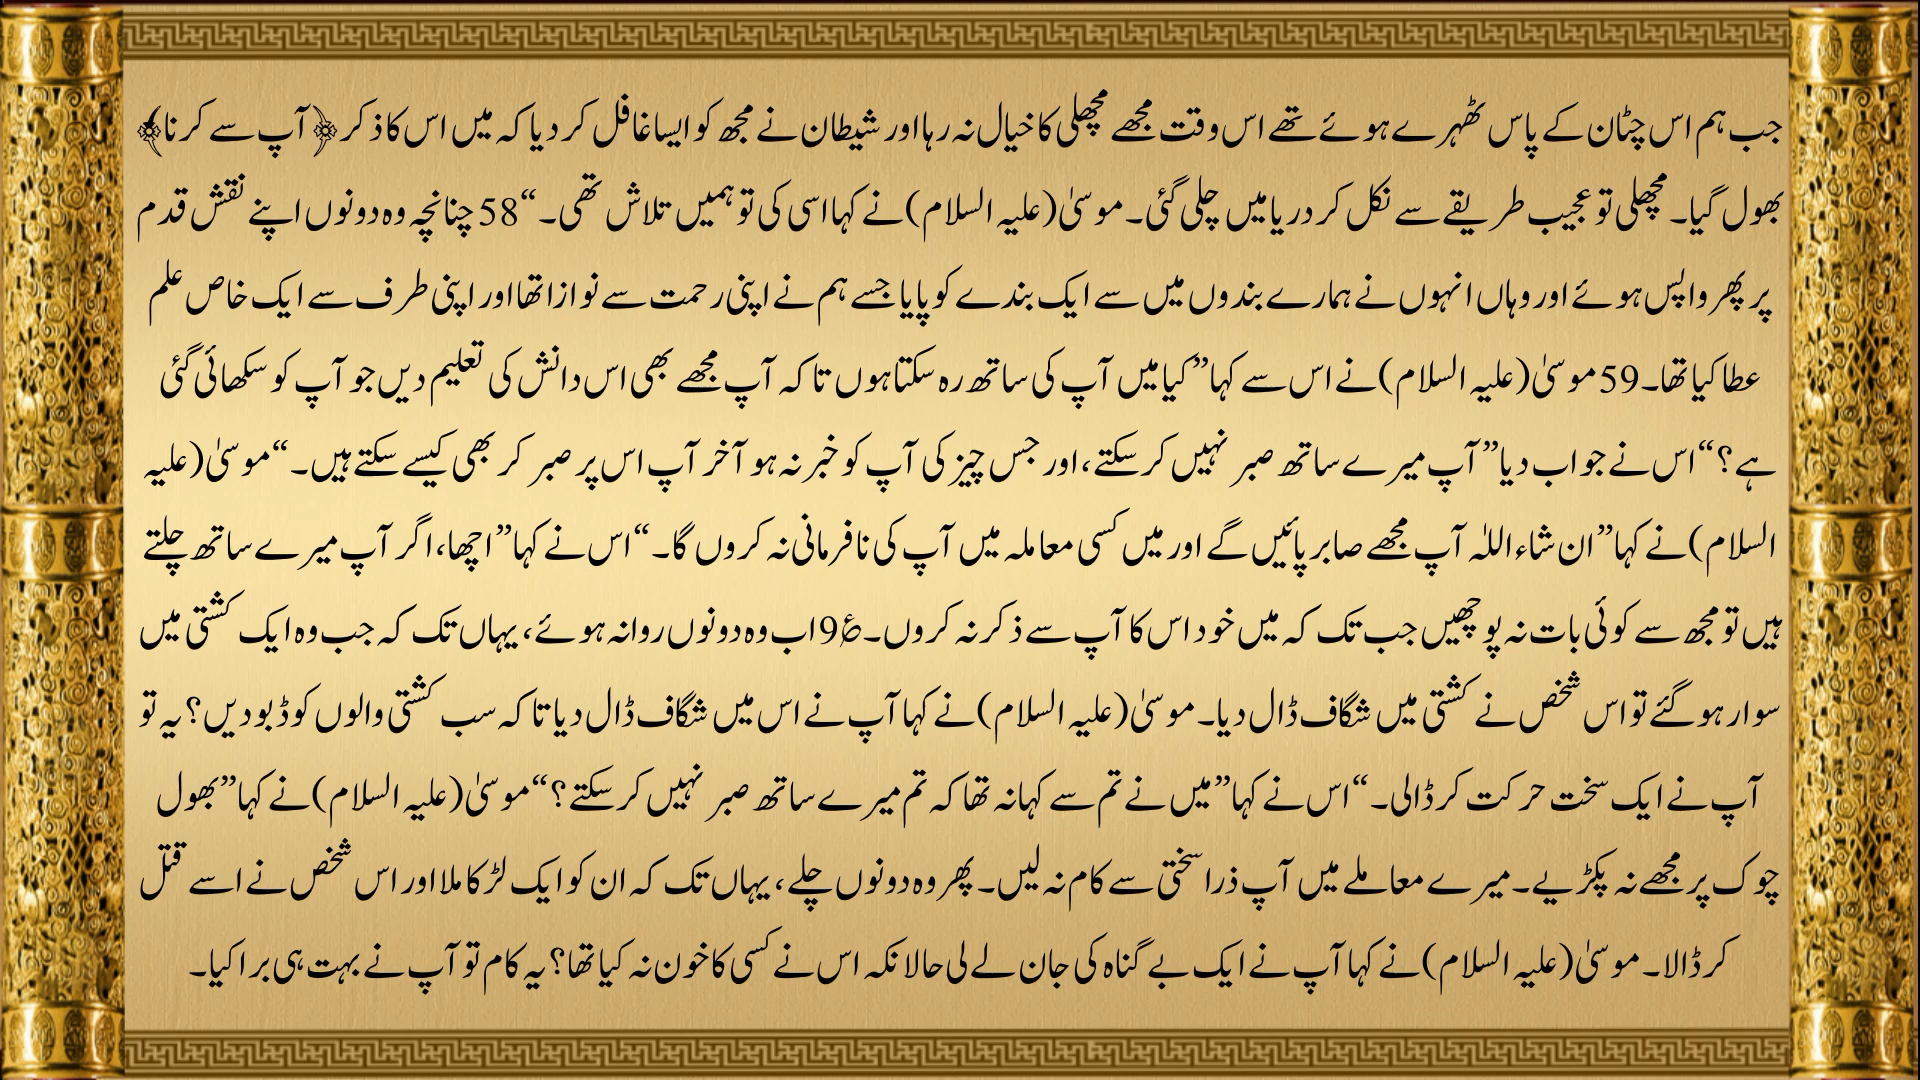 جب ہم اس چٹان کے پاس ٹھہرے ہوئے تھے اس وقت مجھے مچھلی کا خیال نہ رہا اور شیطان نے مجھ کو ایسا غافل کر دیا کہ میں اس کا ذکر ﴿آپ سے کرنا﴾
بھول گیا۔ مچھلی تو عجیب طریقے سے نکل کر دریا میں چلی گئی۔ موسیٰ (علیہ السلام) نے کہا اسی کی تو ہمیں تلاش تھی۔“ 58 چنانچہ وہ دونوں اپنے نقش قدم
پر پھر واپس ہوئے اور وہاں انہوں نے ہمارے بندوں میں سے ایک بندے کو پایا جسے ہم نے اپنی رحمت سے نوازا تھا اور اپنی طرف سے ایک خاص علم
عطا کیا تھا۔ 59 موسیٰ (علیہ السلام) نے اس سے کہا ”کیا میں آپ کی ساتھ رہ سکتا ہوں تا کہ آپ مجھے بھی اس دانش کی تعلیم دیں جو آپ کو سکھائی گئی
ہے؟“ اس نے جواب دیا ”آپ میرے ساتھ صبر نہیں کر سکتے، اور جس چیز کی آپ کو خبر نہ ہو آخر آپ اس پر صبر کر بھی کیسے سکتے ہیں۔“ موسیٰ (علیہ
السلام) نے کہا ”ان شاء اللہ آپ مجھے صابر پائیں گے اور میں کسی معاملہ میں آپ کی نافرمانی نہ کروں گا۔“ اس نے کہا ”اچھا، اگر آپ میرے ساتھ چلتے
ہیں تو مجھ سے کوئی بات نہ پوچھیں جب تک کہ میں خود اس کا آپ سے ذکر نہ کروں۔ ؏9 اب وہ دونوں روانہ ہوئے، یہاں تک کہ جب وہ ایک کشتی میں
سوار ہو گئے تو اس شخص نے کشتی میں شگاف ڈال دیا۔ موسیٰ (علیہ السلام) نے کہا آپ نے اس میں شگاف ڈال دیا تا کہ سب کشتی والوں کو ڈبو دیں؟ یہ تو
آپ نے ایک سخت حرکت کر ڈالی۔“ اس نے کہا ”میں نے تم سے کہا نہ تھا کہ تم میرے ساتھ صبر نہیں کر سکتے؟“ موسیٰ (علیہ السلام) نے کہا ”بھول
چوک پر مجھے نہ پکڑیے۔ میرے معاملے میں آپ ذرا سختی سے کام نہ لیں۔ پھر وہ دونوں چلے، یہاں تک کہ ان کو ایک لڑکا ملا اور اس شخص نے اسے قتل
کر ڈالا۔ موسیٰ (علیہ السلام) نے کہا آپ نے ایک بے گناہ کی جان لے لی حالانکہ اس نے کسی کا خون نہ کیا تھا؟ یہ کام تو آپ نے بہت ہی برا کیا۔